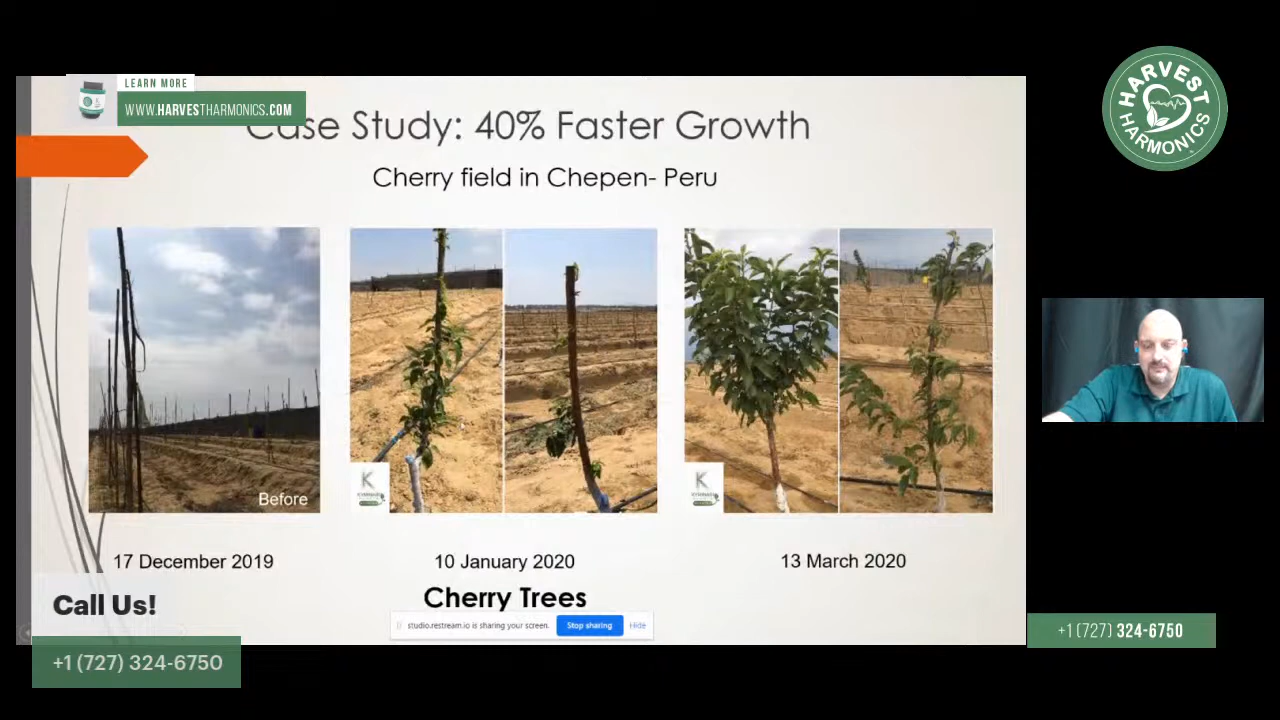 LEARN MORE
WWW.HARVESTHARMONICS.COM
Case Study: 40% Faster Growth
Cherry field in Chepen- Peru
HARVEST
HARMONICS
Before
K
K
17 December 2019
10 January 2020
13 March 2020
Cherry Trees
Call Us!
studio.restream.io is sharing your screen.
Stop sharing
Hide
+1 (727) 324-6750
+1 (727) 324-6750